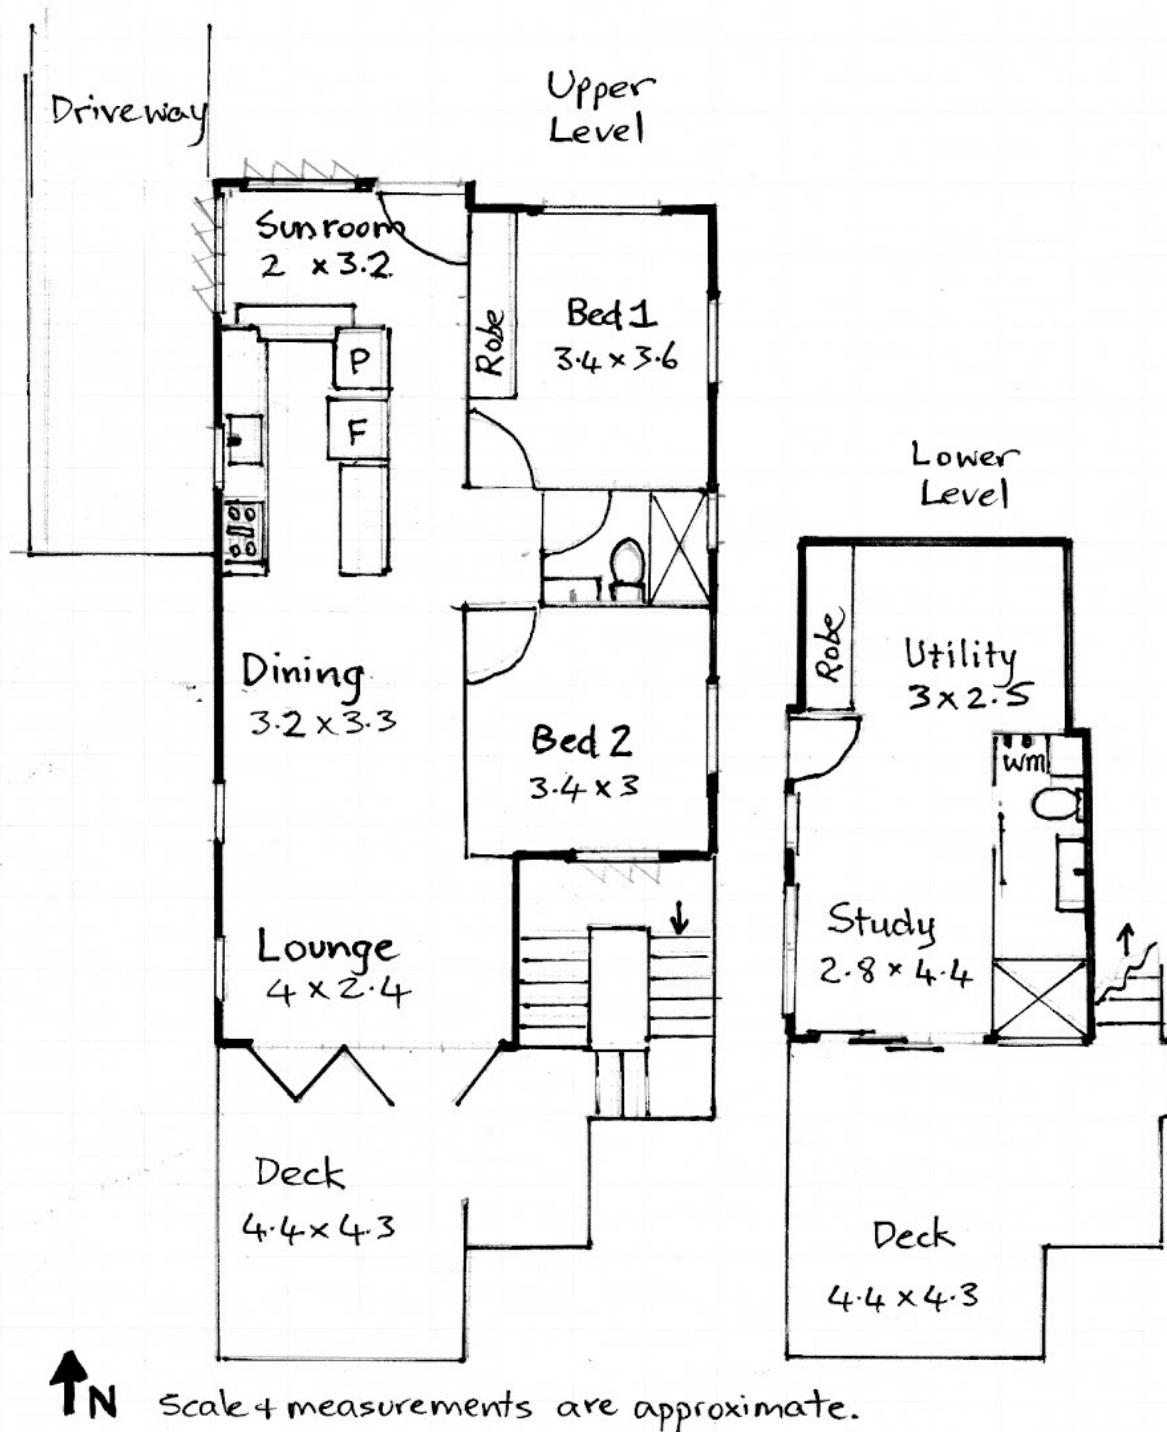 Driveway
Upper
Level
Sunroom
2 x 3.2
Robe
Bed 1
3.4 x 3.6
P
F
Dining
3.2 x 3.3
Bed 2
3.4 x 3
Lounge
4 x 2.4
Deck
4.4 x 4.3
Lower
Level
Robe
Utility
3 x 2.5
WM
Study
2.8 x 4.4
Deck
4.4 x 4.3
N
Scale & measurements are approximate.